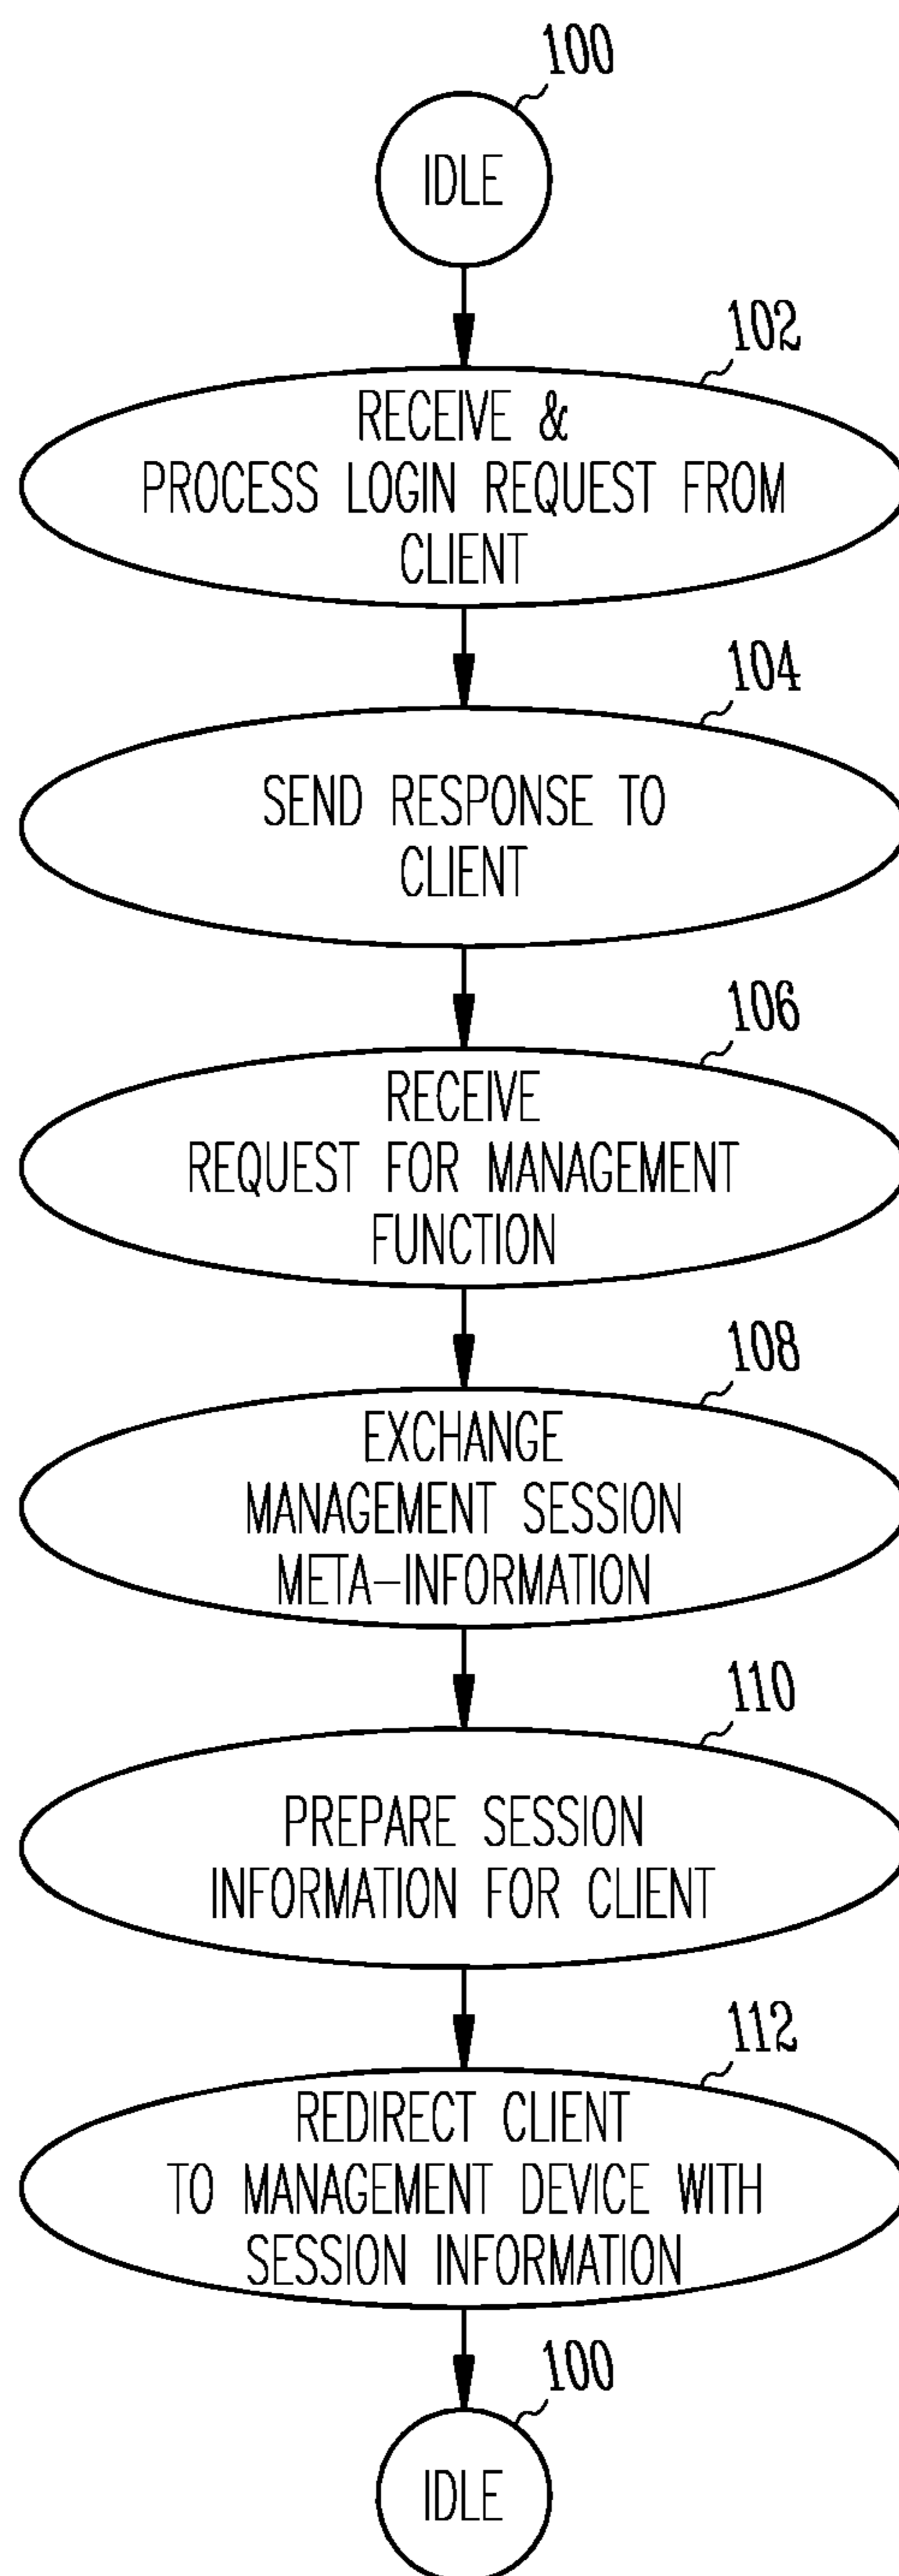 100
IDLE
102
RECEIVE &
PROCESS LOGIN REQUEST FROM
CLIENT
104
SEND RESPONSE TO
CLIENT
106
RECEIVE
REQUEST FOR MANAGEMENT
FUNCTION
108
EXCHANGE
MANAGEMENT SESSION
META-INFORMATION
110
PREPARE SESSION
INFORMATION FOR CLIENT
112
REDIRECT CLIENT
TO MANAGEMENT DEVICE WITH
SESSION INFORMATION
100
IDLE